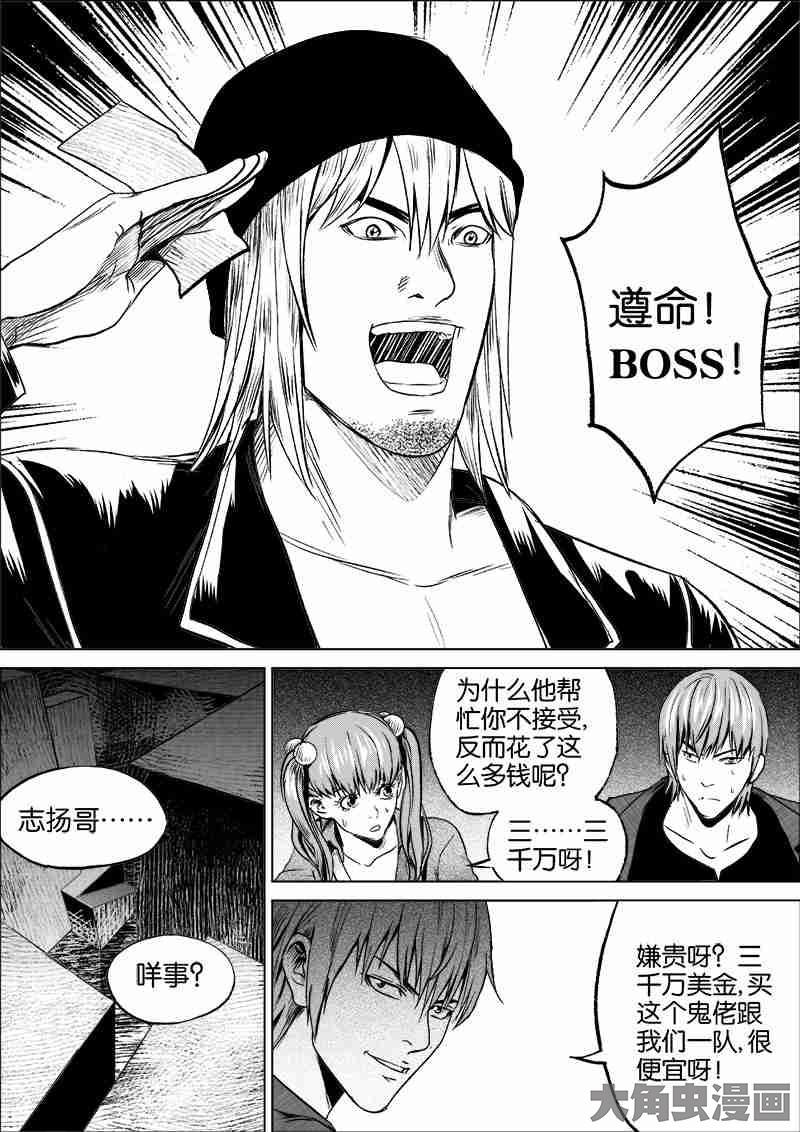 遵命！
BOSS！
志扬哥……
咩事？
为什么他帮
忙你不接受,
反而花了这
么多钱呢？
三……三
千万呀！
嫌贵呀？三
千万美金,买
这个鬼佬跟
我们一队,很
便宜呀！
大角虫漫画